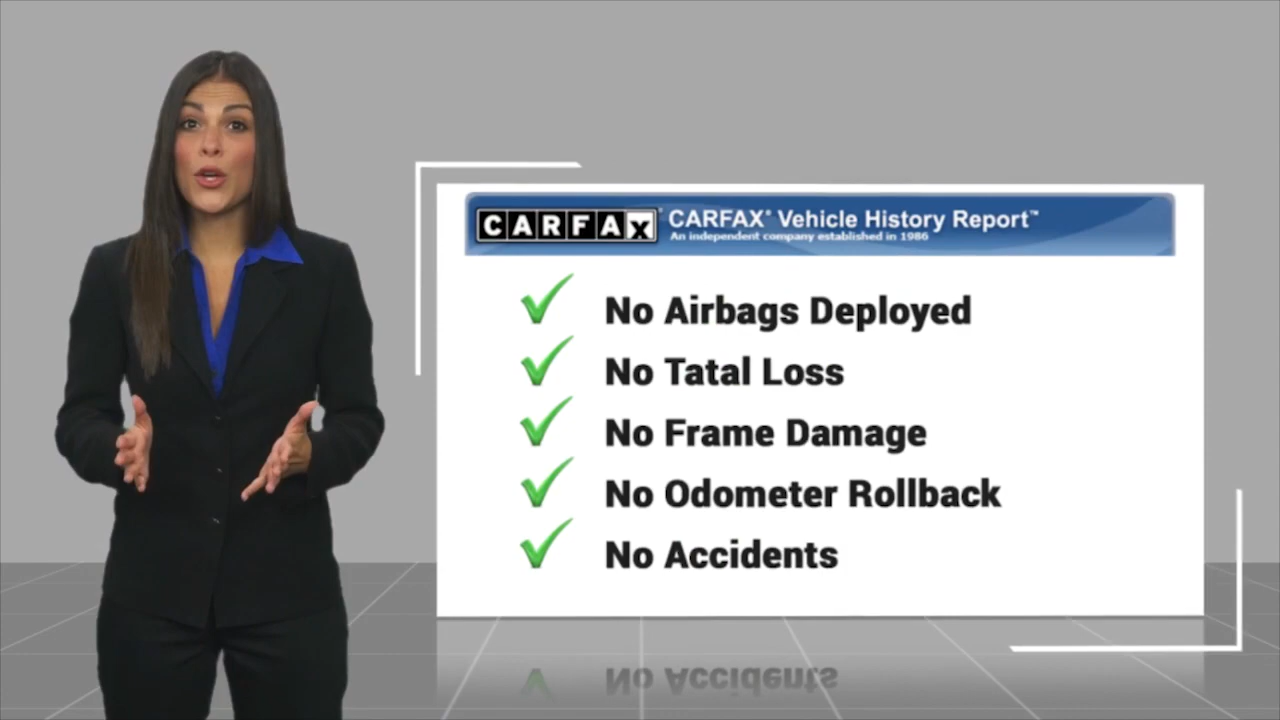 CARFAX® CARFAX® Vehicle History Report™
An independent company established in 1986
No Airbags Deployed
No Tatal Loss
No Frame Damage
No Odometer Rollback
No Accidents
No Accidents